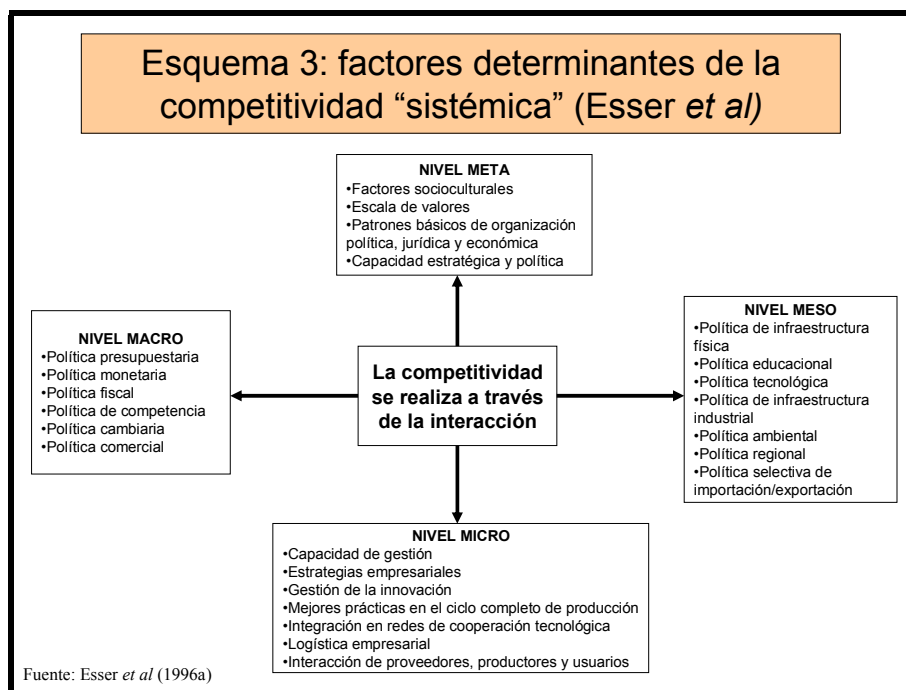 Esquema 3: factores determinantes de la
competitividad “sistémica” (Esser et al)
NIVEL META
•Factores socioculturales
•Escala de valores
•Patrones básicos de organización
política, jurídica y económica
•Capacidad estratégica y política
NIVEL MACRO
•Política presupuestaria
•Política monetaria
•Política fiscal
•Política de competencia
•Política cambiaria
•Política comercial
La competitividad
se realiza a través
de la interacción
NIVEL MESO
•Política de infraestructura
física
•Política educacional
•Política tecnológica
•Política de infraestructura
industrial
•Política ambiental
•Política regional
•Política selectiva de
importación/exportación
NIVEL MICRO
•Capacidad de gestión
•Estrategias empresariales
•Gestión de la innovación
•Mejores prácticas en el ciclo completo de producción
•Integración en redes de cooperación tecnológica
•Logística empresarial
•Interacción de proveedores, productores y usuarios
Fuente: Esser et al (1996a)